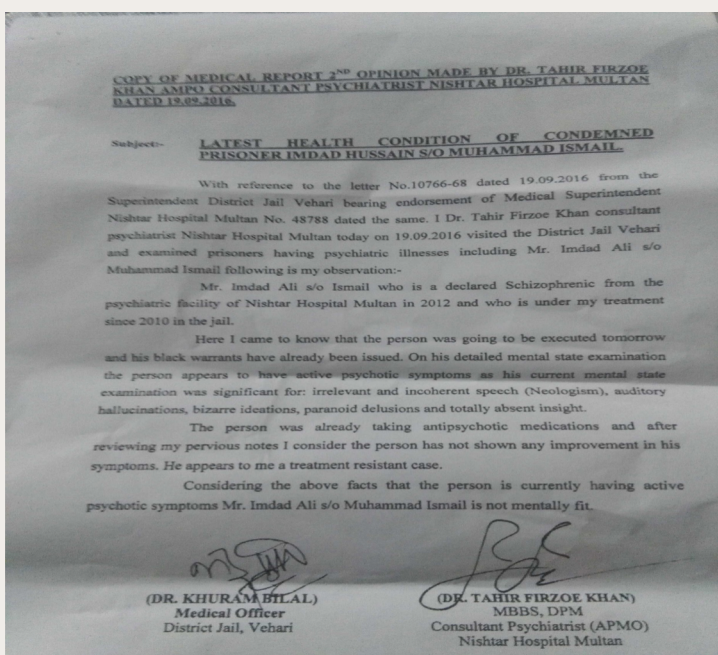 COPY OF MEDICAL REPORT 2ND OPINION MADE BY DR. TAHIR FIRZOE
KHAN AMPO CONSULTANT PSYCHIATRIST NISHTAR HOSPITAL MULTAN
DATED 19.09.2016.
Subject:- LATEST HEALTH CONDITION OF CONDEMNED
PRISONER IMDAD HUSSAIN S/O MUHAMMAD ISMAIL.
With reference to the letter No.10766-68 dated 19.09.2016 from the
Superintendent District Jail Vehari bearing endorsement of Medical Superintendent
Nishtar Hospital Multan No. 48788 dated the same. I Dr. Tahir Firzoe Khan consultant
psychiatrist Nishtar Hospital Multan today on 19.09.2016 visited the District Jail Vehari
and examined prisoners having psychiatric illnesses including Mr. Imdad Ali s/o
Muhammad Ismail following is my observation:-
Mr. Imdad Ali s/o Ismail who is a declared Schizophrenic from the
psychiatric facility of Nishtar Hospital Multan in 2012 and who is under my treatment
since 2010 in the jail.
Here I came to know that the person was going to be executed tomorrow
and his black warrants have already been issued. On his detailed mental state examination
the person appears to have active psychotic symptoms as his current mental state
examination was significant for: irrelevant and incoherent speech (Neologism), auditory
hallucinations, bizarre ideations, paranoid delusions and totally absent insight.
The person was already taking antipsychotic medications and after
reviewing my pervious notes I consider the person has not shown any improvement in his
symptoms. He appears to me a treatment resistant case.
Considering the above facts that the person is currently having active
psychotic symptoms Mr. Imdad Ali s/o Muhammad Ismail is not mentally fit.
(DR. KHURAM BILAL)
Medical Officer
District Jail, Vehari
(DR. TAHIR FIRZOE KHAN)
MBBS, DPM
Consultant Psychiatrist (APMO)
Nishtar Hospital Multan